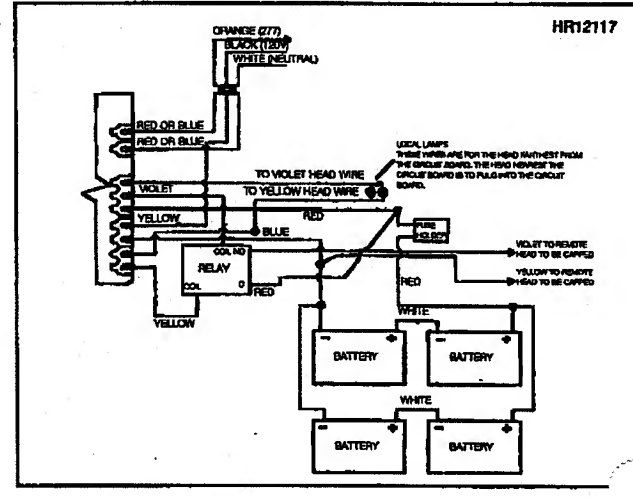 HR12117
ORANGE (277)
BLACK (120V
WHITE (NEUTRAL)
RED OR BLUE
RED OR BLUE
LOCAL LAMPS
THESE WIRES ARE FOR THE HEAD FARTHEST FROM
THE CIRCUIT BOARD. THE HEAD NEAREST THE
CIRCUIT BOARD IS TO PLUG INTO THE CIRCUIT
BOARD.
TO VIOLET HEAD WIRE
VIOLET
TO YELLOW HEAD WIRE
RED
YELLOW
BLUE
FUSE
HOLDER
COIL NO
VIOLET TO REMOTE
HEAD TO BE CAPPED
RELAY
COIL
RED
RED
YELLOW TO REMOTE
HEAD TO BE CAPPED
YELLOW
WHITE
- +
- +
BATTERY
BATTERY
WHITE
- +
- +
BATTERY
BATTERY